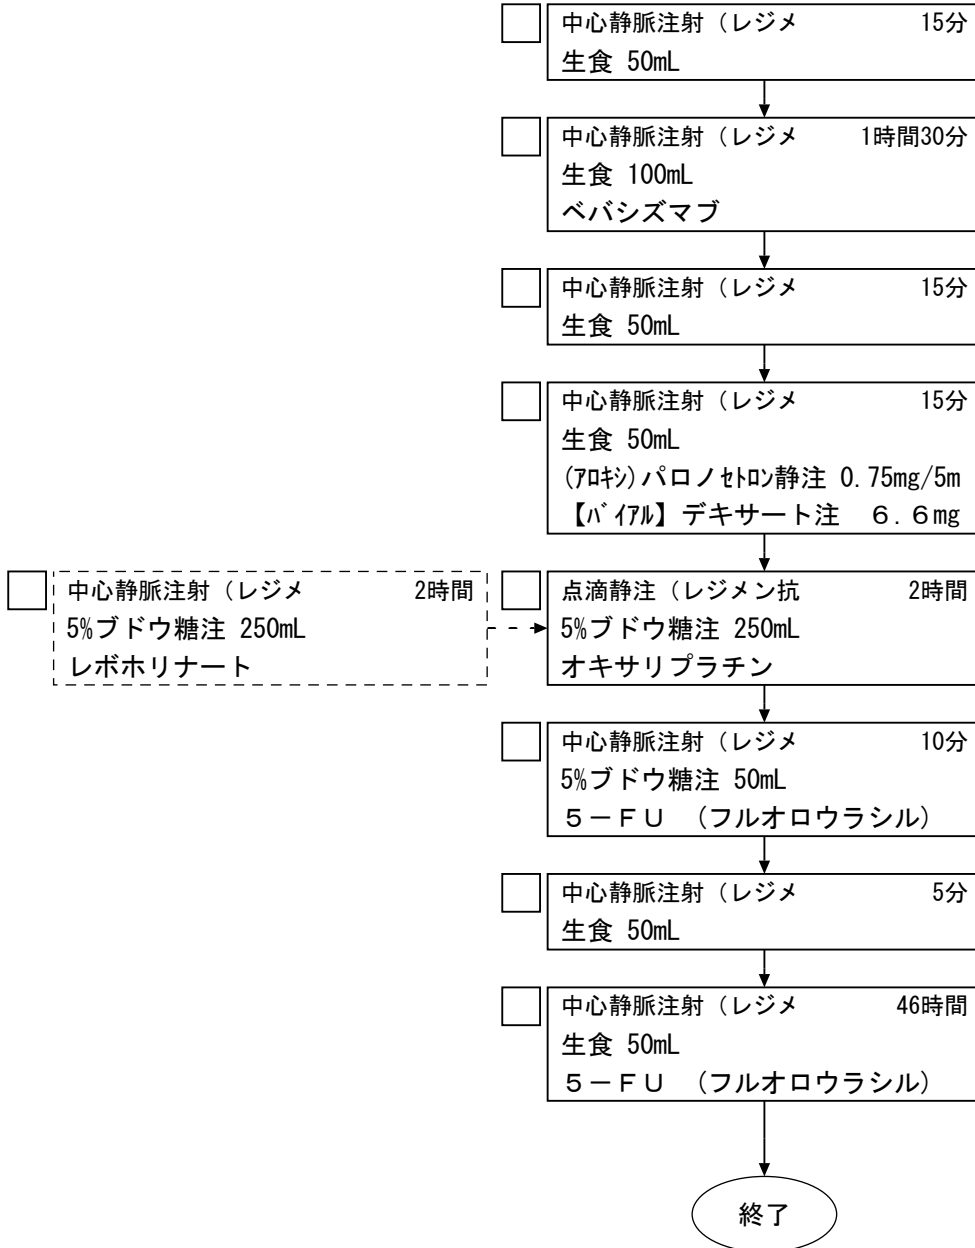 中心静脈注射（レジメ 15分
生食 50mL
中心静脈注射（レジメ 1時間30分
生食 100mL
ベバシズマブ
中心静脈注射（レジメ 15分
生食 50mL
中心静脈注射（レジメ 15分
生食 50mL
(ｱﾛｷｼ)パロノｾﾄﾛﾝ静注 0.75mg/5m
【ﾊﾞｲｱﾙ】デキサート注　６.６mg
中心静脈注射（レジメ 2時間
5%ブドウ糖注 250mL
レボホリナート
点滴静注（レジメン抗 2時間
5%ブドウ糖注 250mL
オキサリプラチン
中心静脈注射（レジメ 10分
5%ブドウ糖注 50mL
５－ＦＵ　（フルオロウラシル）
中心静脈注射（レジメ 5分
生食 50mL
中心静脈注射（レジメ 46時間
生食 50mL
５－ＦＵ　（フルオロウラシル）
終了